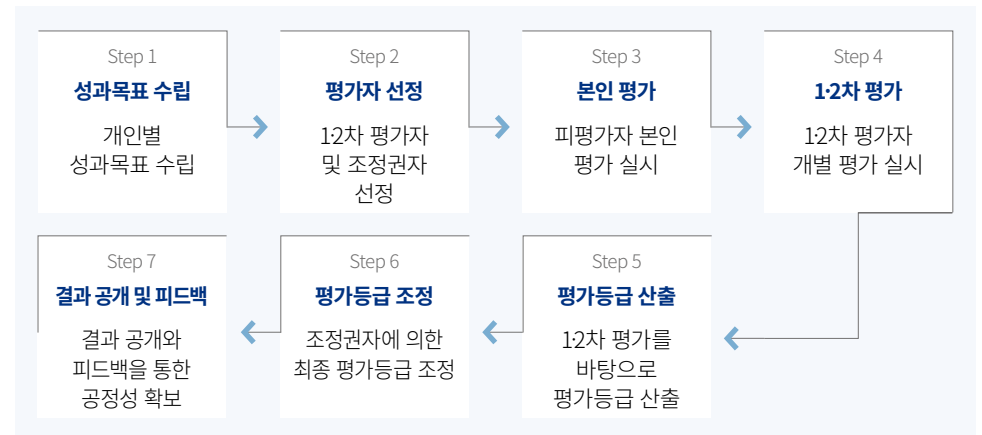 Step 1
성과목표 수립
개인별
성과목표 수립
Step 2
평가자 선정
1·2차 평가자
및 조정권자
선정
Step 3
본인 평가
피평가자 본인
평가 실시
Step 4
1·2차 평가
1·2차 평가자
개별 평가 실시
Step 5
평가등급 산출
1·2차 평가를
바탕으로
평가등급 산출
Step 6
평가등급 조정
조정권자에 의한
최종 평가등급 조정
Step 7
결과 공개 및 피드백
결과 공개와
피드백을 통한
공정성 확보